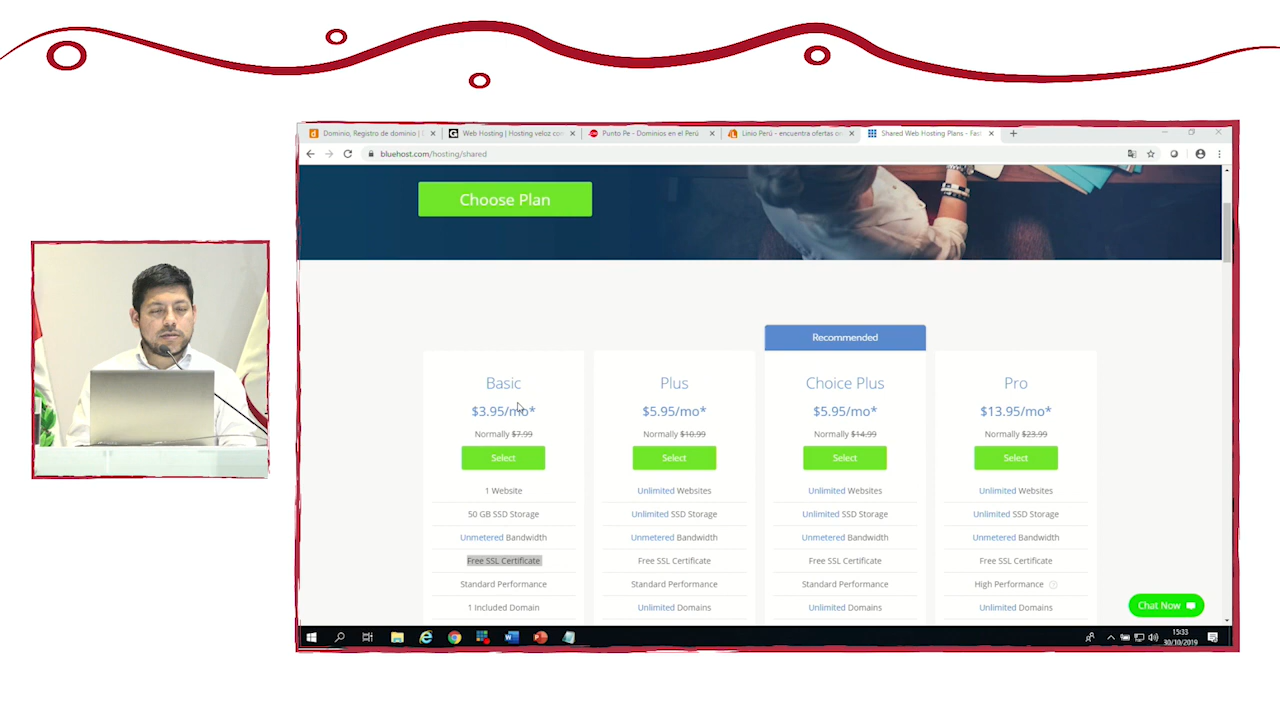 Dominio, Registro de dominio |
Web Hosting | Hosting veloz con
Punto Pe - Dominios en el Perú
Linio Perú - encuentra ofertas
Shared Web Hosting Plans - Fas
bluehost.com/hosting/shared
Choose Plan
Recommended
Basic
$3.95/mo*
Normally $7.99
Select
1 Website
50 GB SSD Storage
Unmetered Bandwidth
Free SSL Certificate
Standard Performance
1 Included Domain
Plus
$5.95/mo*
Normally $10.99
Select
Unlimited Websites
Unlimited SSD Storage
Unmetered Bandwidth
Free SSL Certificate
Standard Performance
Unlimited Domains
Choice Plus
$5.95/mo*
Normally $14.99
Select
Unlimited Websites
Unlimited SSD Storage
Unmetered Bandwidth
Free SSL Certificate
Standard Performance
Unlimited Domains
Pro
$13.95/mo*
Normally $23.99
Select
Unlimited Websites
Unlimited SSD Storage
Unmetered Bandwidth
Free SSL Certificate
High Performance
Unlimited Domains
Chat Now
15:33
30/10/2019